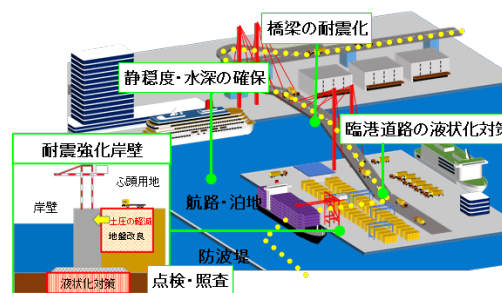 橋梁の耐震化
静穏度・水深の確保
臨港道路の液状化対策
耐震強化岸壁
ふ頭用地
岸壁
土圧の軽減
地盤改良
液状化対策
航路・泊地
防波堤
点検・照査